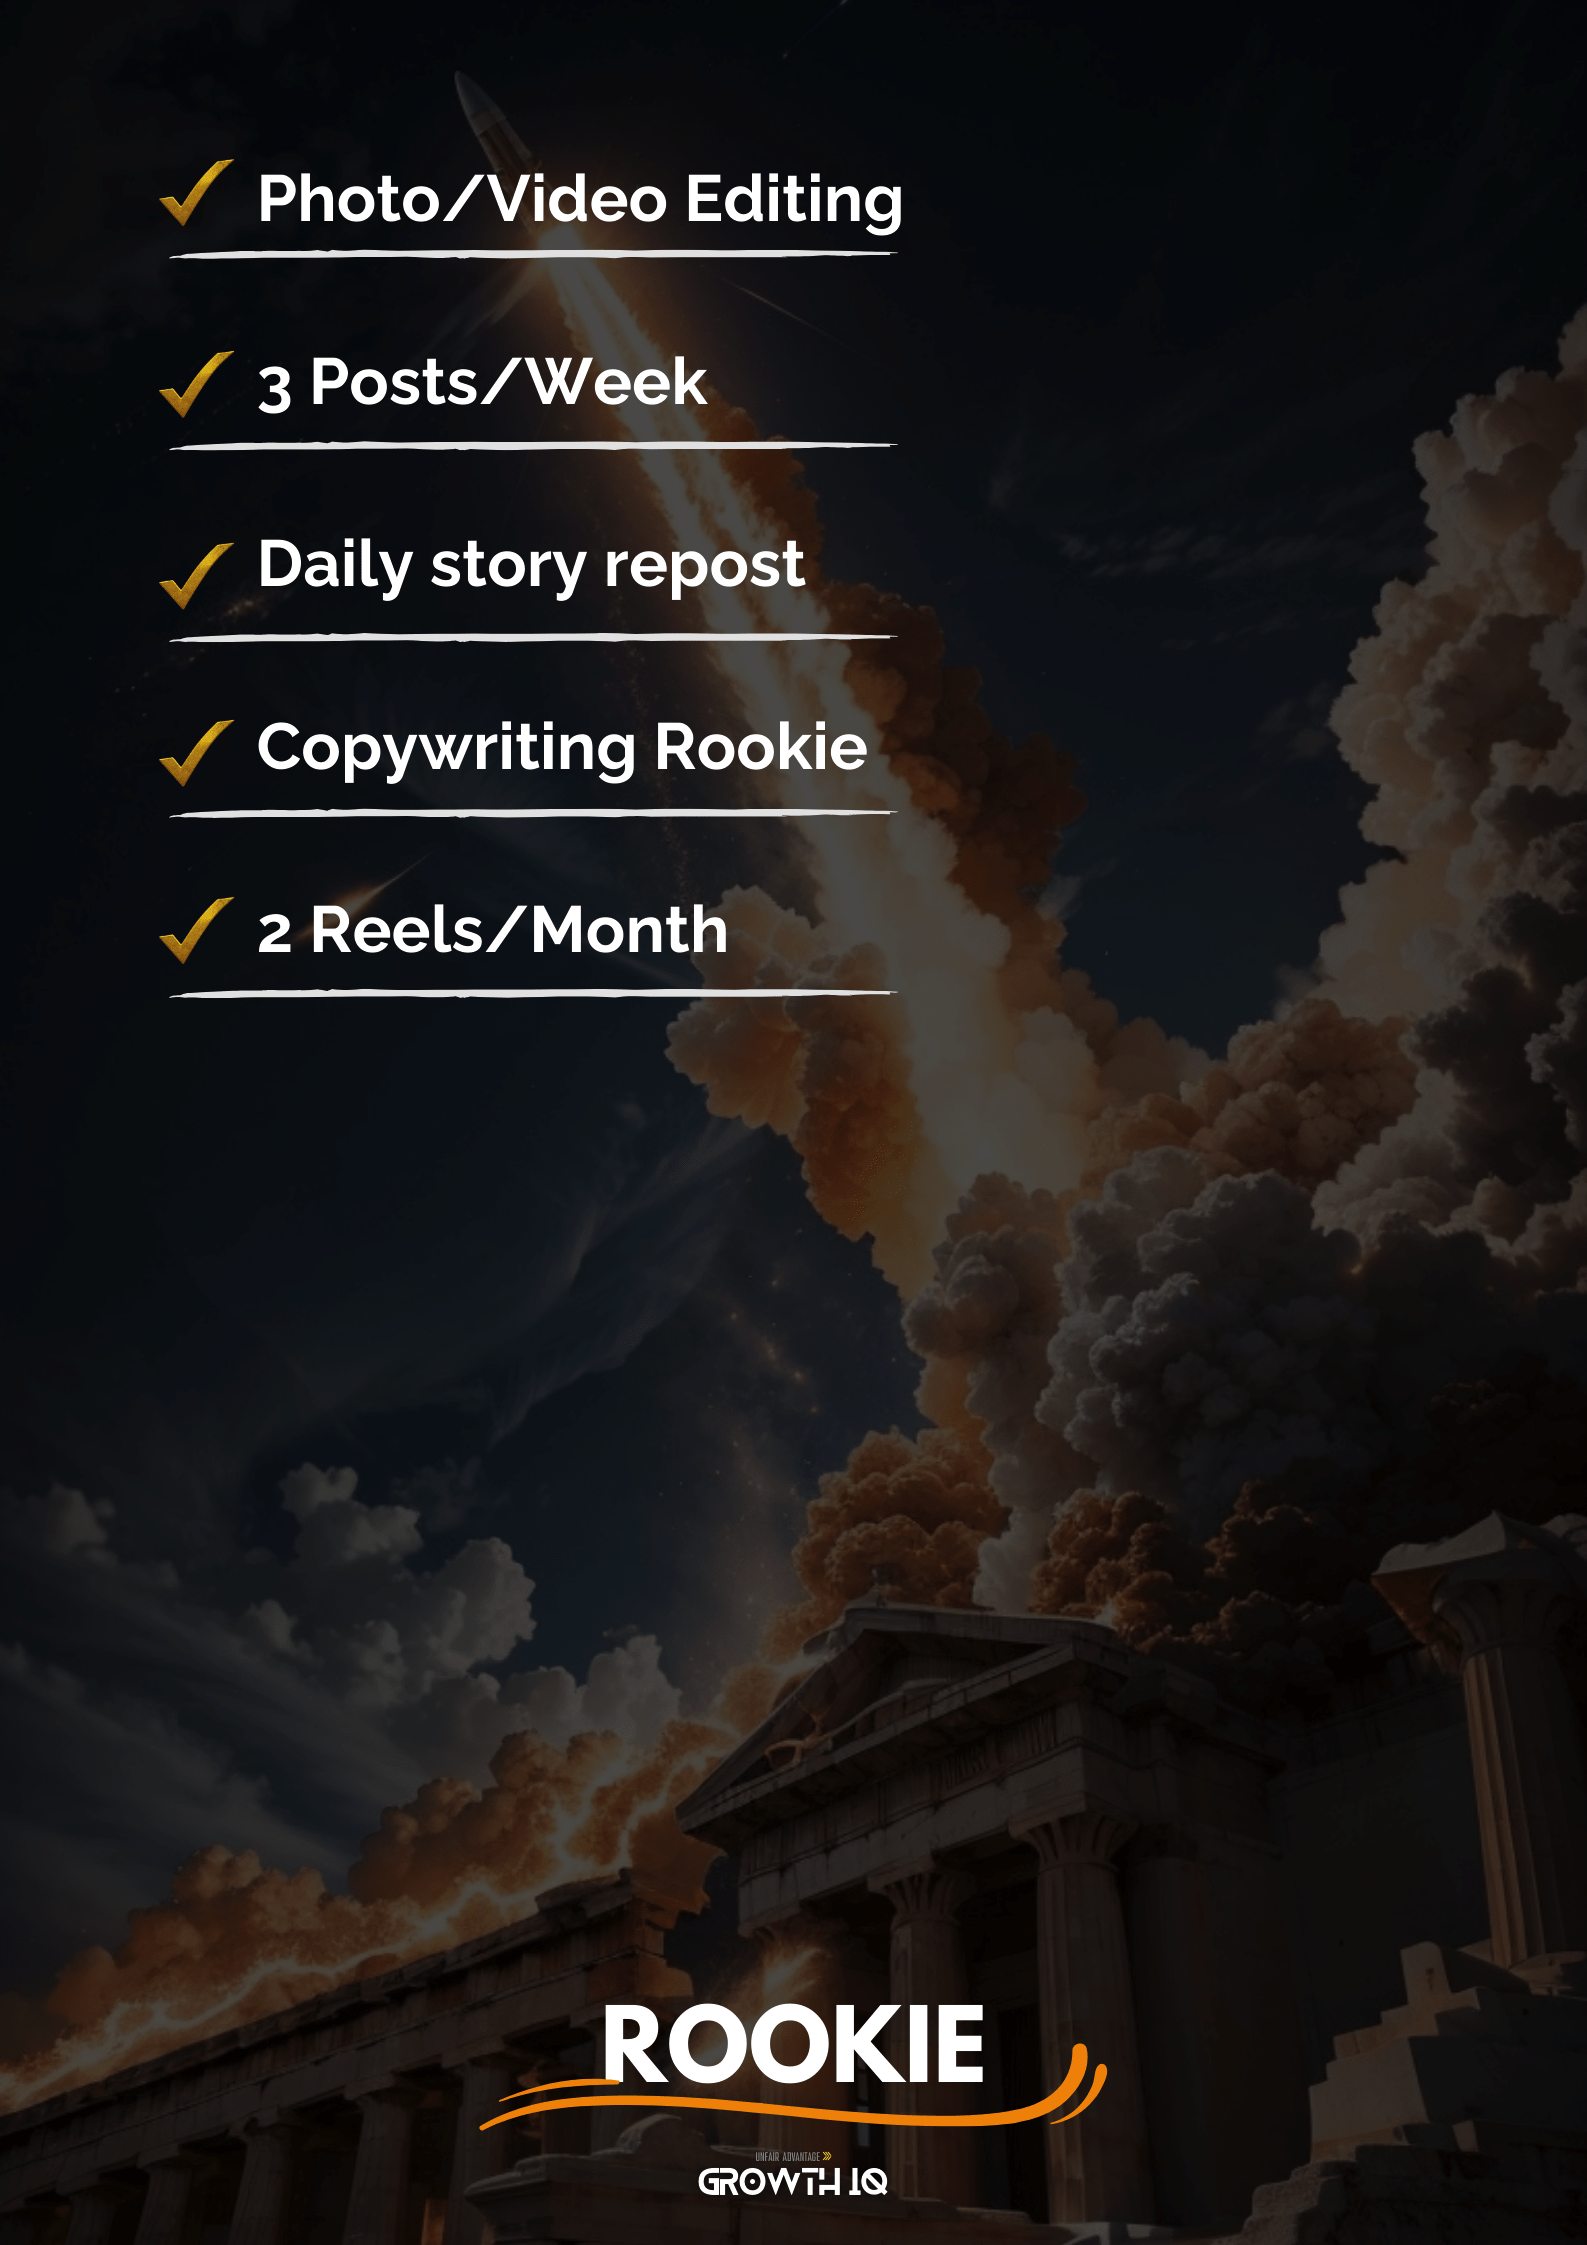 Photo/Video Editing
3 Posts/Week
Daily story repost
Copywriting Rookie
2 Reels/Month
ROOKIE
UNFAIR ADVANTAGE
GROWTH IQ